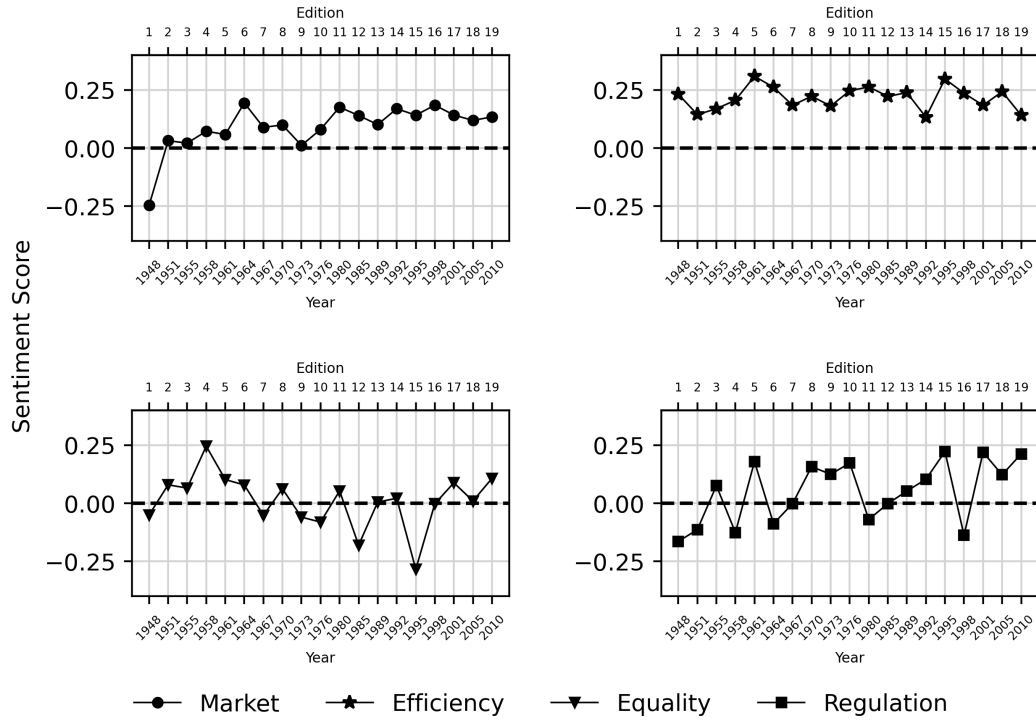 Edition Edition
1 2 3 4 5 6 7 8 9 10 11 12 13 14 15 16 17 18 19 1 2 3 4 5 6 7 8 9 10 11 12 13 14 15 16 17 18 19
0.25 0.25
0.00 0.00
−0.25 −0.25
1948 1951 1955 1958 1961 1964 1967 1970 1973 1976 1980 1985 1989 1992 1995 1998 2001 2005 2010 1948 1951 1955 1958 1961 1964 1967 1970 1973 1976 1980 1985 1989 1992 1995 1998 2001 2005 2010
Year Year
Sentiment Score
Edition Edition
1 2 3 4 5 6 7 8 9 10 11 12 13 14 15 16 17 18 19 1 2 3 4 5 6 7 8 9 10 11 12 13 14 15 16 17 18 19
0.25 0.25
0.00 0.00
−0.25 −0.25
1948 1951 1955 1958 1961 1964 1967 1970 1973 1976 1980 1985 1989 1992 1995 1998 2001 2005 2010 1948 1951 1955 1958 1961 1964 1967 1970 1973 1976 1980 1985 1989 1992 1995 1998 2001 2005 2010
Year Year
Market Efficiency Equality Regulation